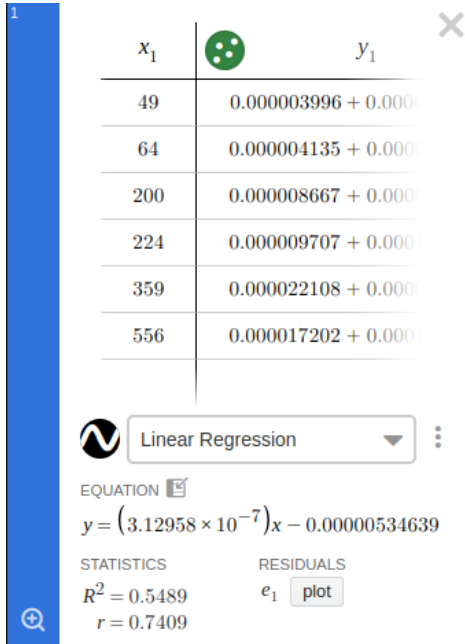 1
x₁ y₁
49 0.000003996 + 0.000
64 0.000004135 + 0.000
200 0.000008667 + 0.000
224 0.000009707 + 0.000
359 0.000022108 + 0.000
556 0.000017202 + 0.000
Linear Regression
EQUATION
y = (3.12958 × 10⁻⁷)x − 0.00000534639
STATISTICS RESIDUALS
R² = 0.5489 e₁ plot
r = 0.7409